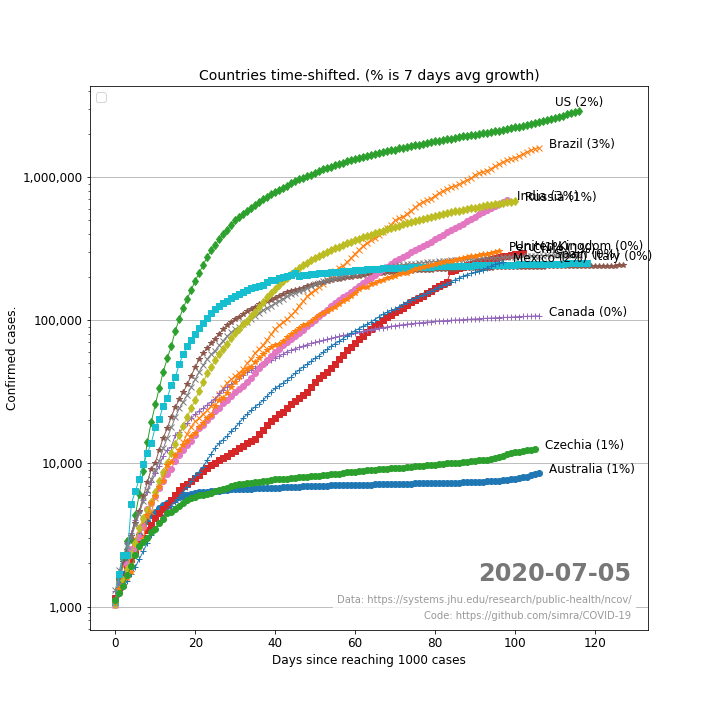 Countries time-shifted. (% is 7 days avg growth)
US (2%)
Brazil (3%)
1,000,000
India (3%)
Russia (1%)
United Kingdom (0%)
Mexico (2%)
Italy (0%)
Canada (0%)
100,000
Confirmed cases.
Czechia (1%)
10,000
Australia (1%)
2020-07-05
Data: https://systems.jhu.edu/research/public-health/ncov/
1,000
Code: https://github.com/simra/COVID-19
0 20 40 60 80 100 120
Days since reaching 1000 cases